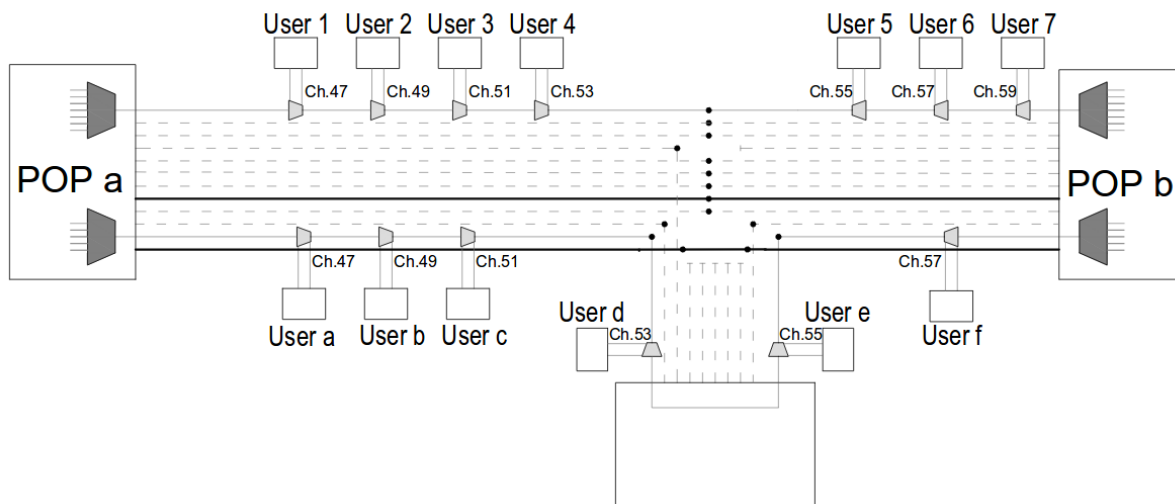 User 1 User 2 User 3 User 4 User 5 User 6 User 7
Ch.47 Ch.49 Ch.51 Ch.53 Ch.55 Ch.57 Ch.59
POP a POP b
Ch.47 Ch.49 Ch.51 Ch.57
User a User b User c User d User e User f
Ch.53 Ch.55